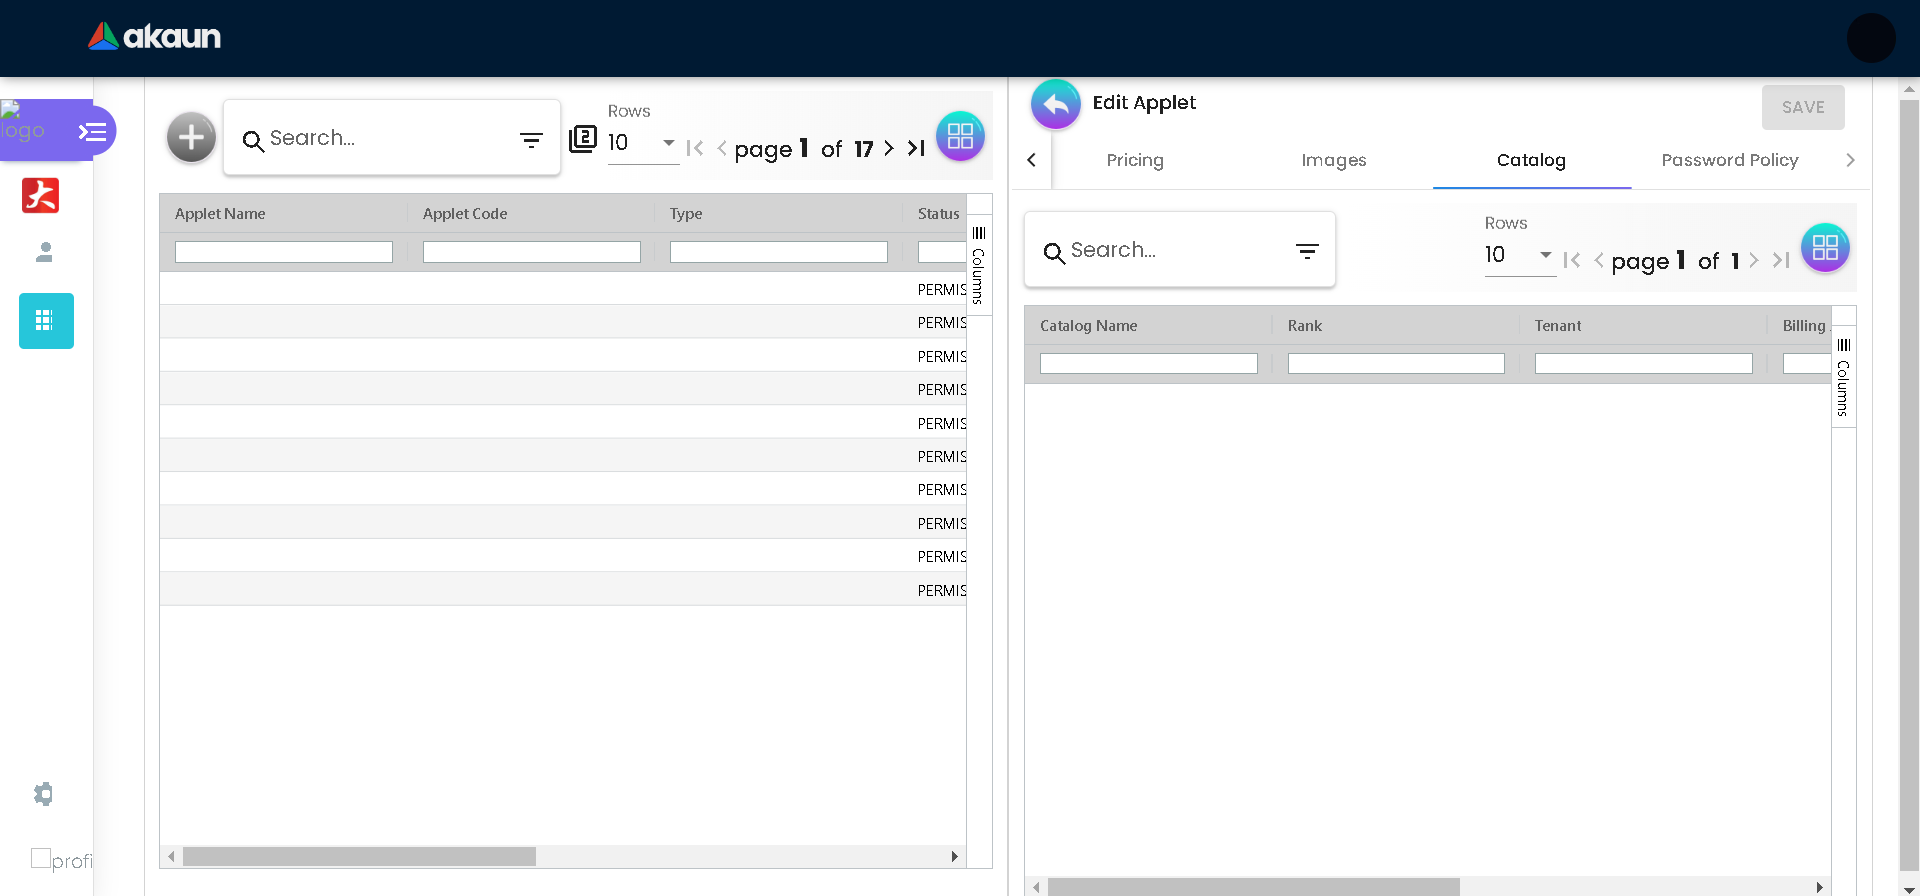 akaun
logo
Search...
2
Rows
10
page 1 of 17
Applet Name
Applet Code
Type
Status
Columns
PERMIS
PERMIS
PERMIS
PERMIS
PERMIS
PERMIS
PERMIS
PERMIS
PERMIS
PERMIS
profi
Edit Applet
SAVE
Pricing
Images
Catalog
Password Policy
Search...
Rows
10
page 1 of 1
Catalog Name
Rank
Tenant
Billing
Columns